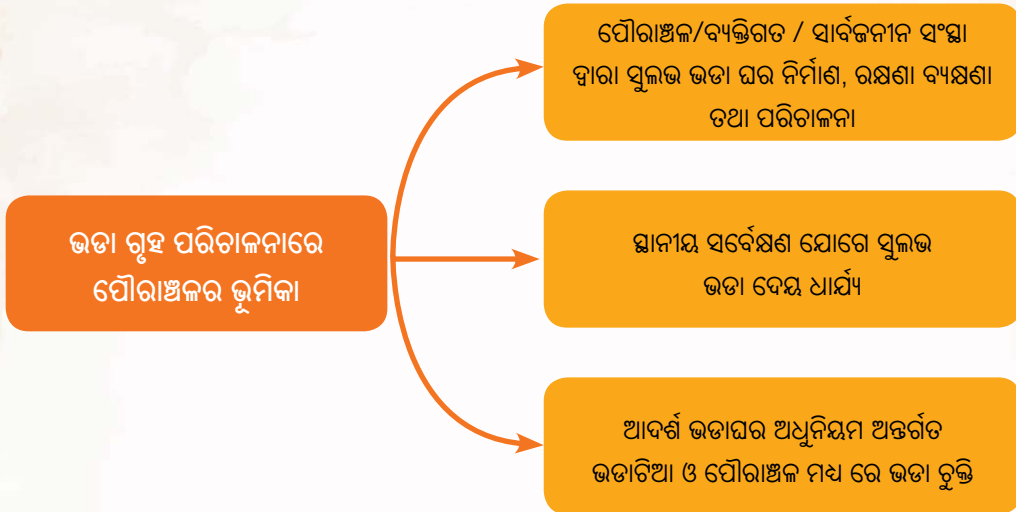 ପୌରାଞ୍ଚଳ/ବ୍ୟକ୍ତିଗତ / ସାର୍ବଜନୀନ ସଂସ୍ଥା
ଦ୍ୱାରା ସୁଲଭ ଭଡା ଘର ନିର୍ମାଣ, ରକ୍ଷଣା ବ୍ୟକ୍ଷଣା
ତଥା ପରିଚାଳନା
ଭଡା ଗୃହ ପରିଚାଳନାରେ
ପୌରାଞ୍ଚଳର ଭୂମିକା
ସ୍ଥାନୀୟ ସର୍ବେକ୍ଷଣ ଯୋଗେ ସୁଲଭ
ଭଡା ଦେୟ ଧାର୍ଯ୍ୟ
ଆଦର୍ଶ ଭଡାଘର ଅଧୁନିୟମ ଅନ୍ତର୍ଗତ
ଭଡାଟିଆ ଓ ପୌରାଞ୍ଚଳ ମଧ୍ୟ ରେ ଭଡା ଚୁକ୍ତି